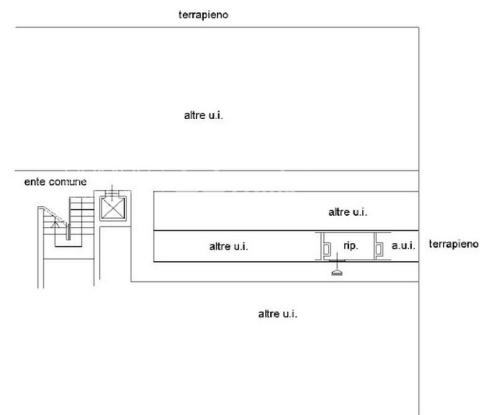 terrapieno
altre u.i.
ente comune
altre u.i.
altre u.i.
rip.
a.u.i.
terrapieno
altre u.i.